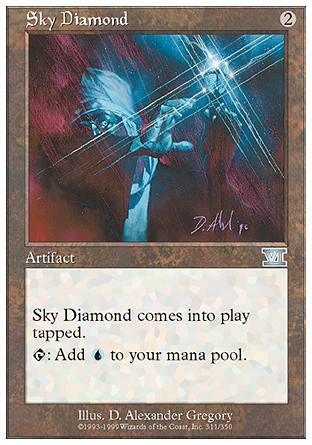 Sky Diamond 2
Artifact
Sky Diamond comes into play
tapped.
: Add to your mana pool.
Illus. D. Alexander Gregory
©1993-1999 Wizards of the Coast, Inc. 311/350